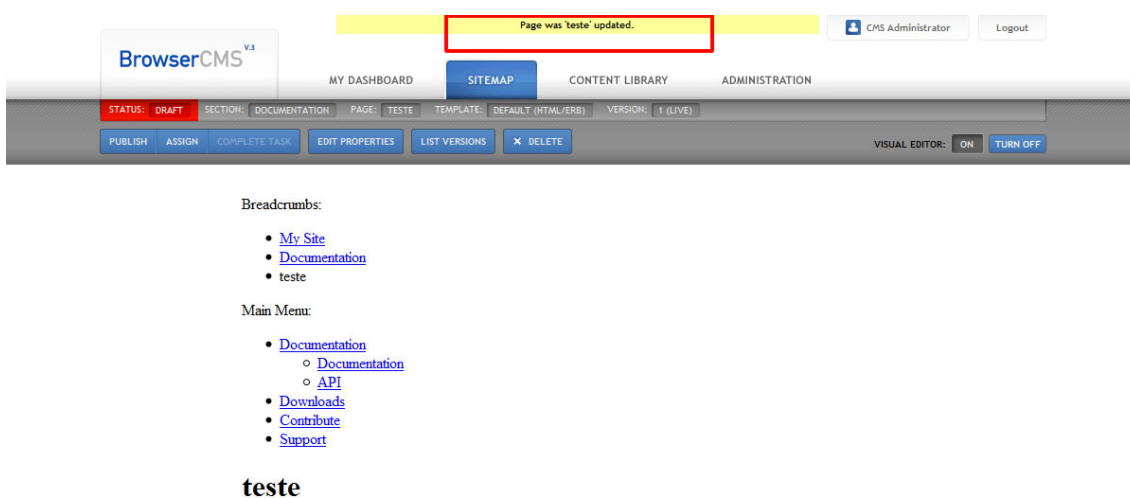 Page was 'teste' updated.
CMS Administrator
Logout
BrowserCMS V.3
MY DASHBOARD SITEMAP CONTENT LIBRARY ADMINISTRATION
STATUS: DRAFT SECTION: DOCUMENTATION PAGE: TESTE TEMPLATE: DEFAULT (HTML/ERB) VERSION: 1 (LIVE)
PUBLISH ASSIGN COMPLETE TASK EDIT PROPERTIES LIST VERSIONS X DELETE VISUAL EDITOR: ON TURN OFF
Breadcrumbs:
My Site
Documentation
teste
Main Menu:
Documentation
Documentation
API
Downloads
Contribute
Support
teste